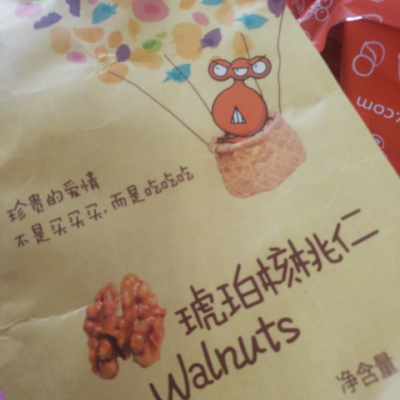 珍贵的爱情
不是买买买,而是吃吃吃
琥珀核桃仁
Walnuts
净含量
.com